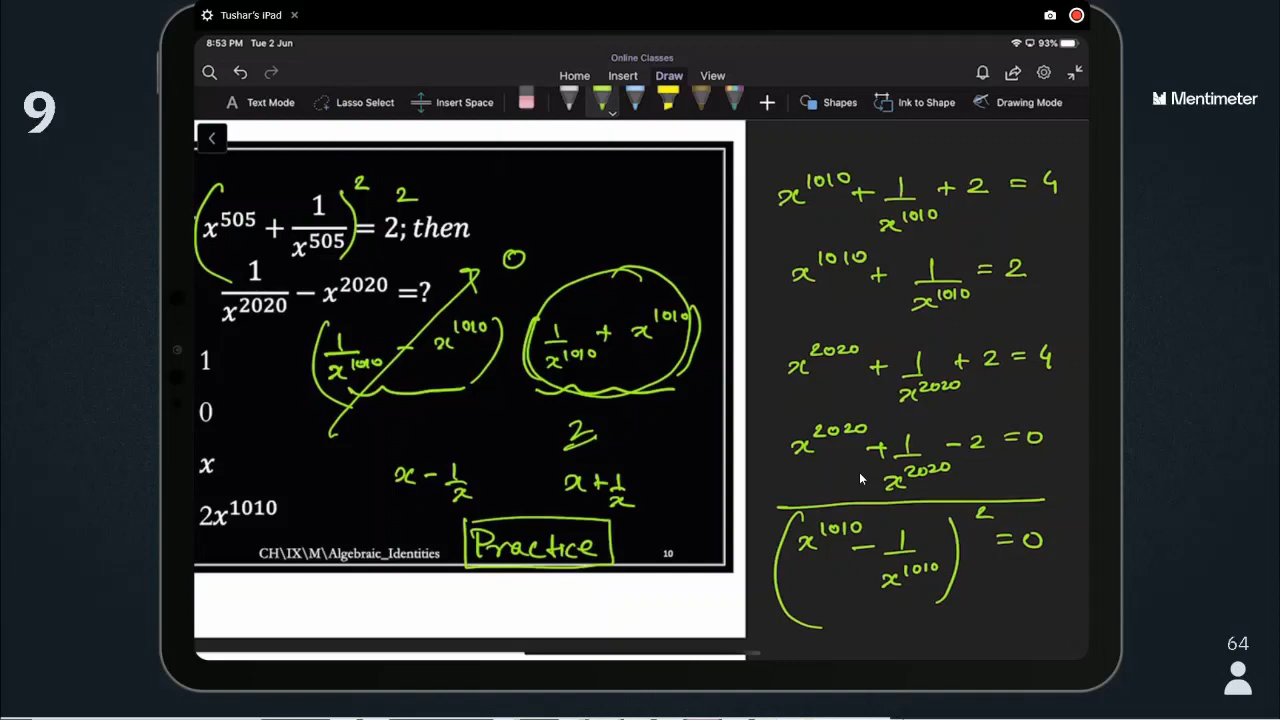 Tushar's iPad ×
8:53 PM Tue 2 Jun
93%
Online Classes
Home Insert Draw View
Text Mode Lasso Select Insert Space + Shapes Ink to Shape Drawing Mode
9
Mentimeter
(x^505 + 1/x^505)^2 = 2^2; then
1/x^2020 − x^2020 =?
0
(1/x^1010 − x^1010) (1/x^1010 + x^1010)
2
x − 1/x x + 1/x
1
0
x
2x^1010
Practice
CH\IX\M\Algebraic_Identities 10
x^1010 + 1/x^1010 + 2 = 4
x^1010 + 1/x^1010 = 2
x^2020 + 1/x^2020 + 2 = 4
x^2020 + 1/x^2020 − 2 = 0
(x^1010 − 1/x^1010)^2 = 0
64